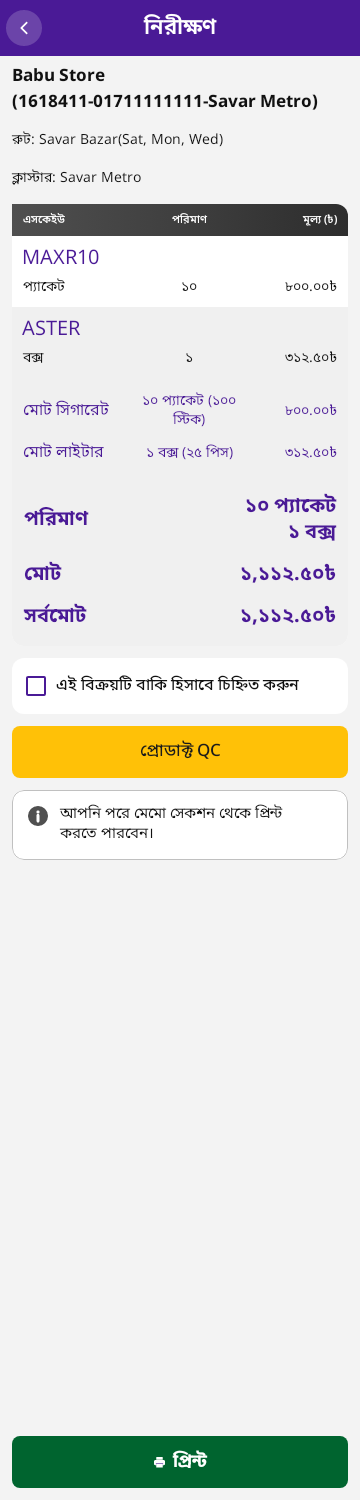 নিরীক্ষণ
Babu Store
(1618411-01711111111-Savar Metro)
রুট: Savar Bazar(Sat, Mon, Wed)
ক্লাস্টার: Savar Metro
এসকেইউ পরিমাণ মূল্য (৳)
MAXR10
প্যাকেট ১০ ৮০০.০০৳
ASTER
বক্স ১ ৩১২.৫০৳
মোট সিগারেট ১০ প্যাকেট (১০০ স্টিক) ৮০০.০০৳
মোট লাইটার ১ বক্স (২৫ পিস) ৩১২.৫০৳
পরিমাণ ১০ প্যাকেট
১ বক্স
মোট ১,১১২.৫০৳
সর্বমোট ১,১১২.৫০৳
এই বিক্রয়টি বাকি হিসাবে চিহ্নিত করুন
প্রোডাক্ট QC
আপনি পরে মেমো সেকশন থেকে প্রিন্ট
করতে পারবেন।
প্রিন্ট